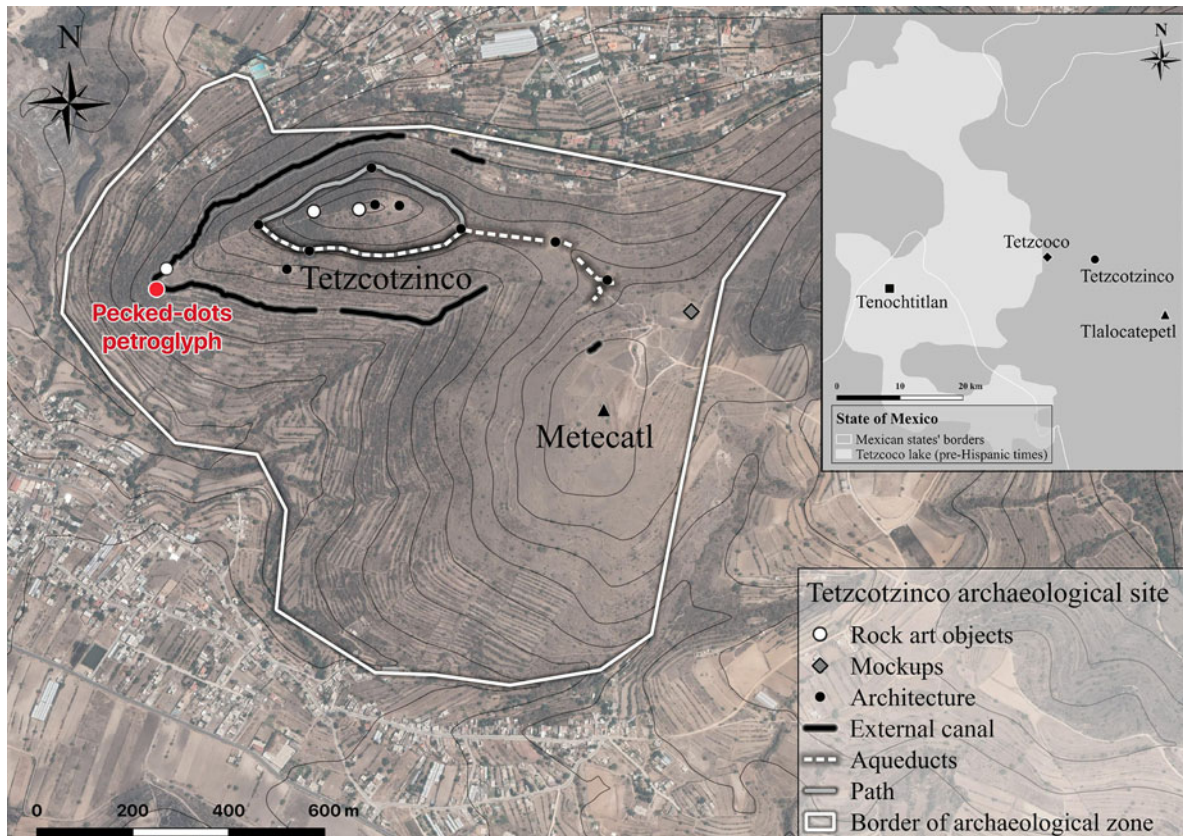 N
Tetzcotzinco
Pecked-dots
petroglyph
Metecatl
0 200 400 600 m
N
Tetzcoco
Tetzcotzinco
Tenochtitlan
Tlalocatepetl
0 10 20 km
State of Mexico
Mexican states' borders
Tetzcoco lake (pre-Hispanic times)
Tetzcotzinco archaeological site
Rock art objects
Mockups
Architecture
External canal
Aqueducts
Path
Border of archaeological zone